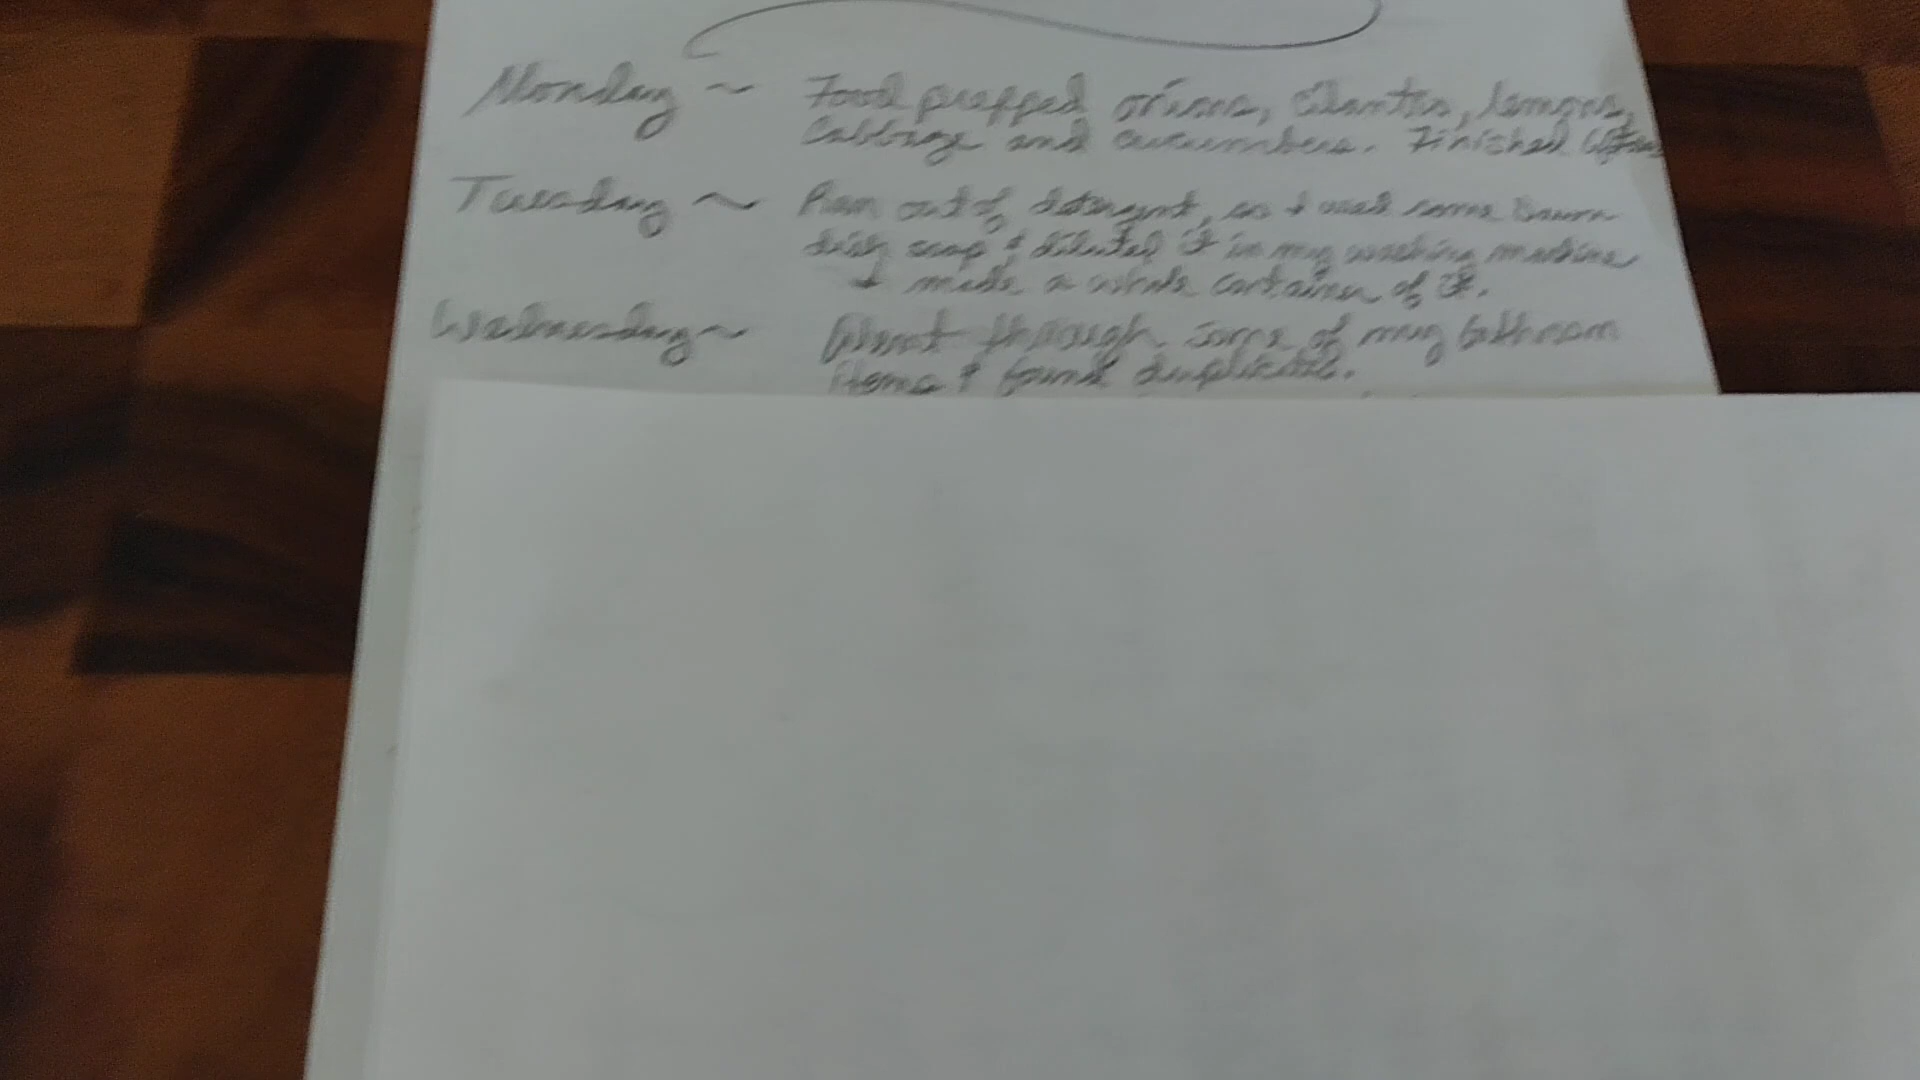 Monday ~ Food prepped onions, cilantro, lemons,
cabbage and cucumbers. Finished
Tuesday ~ Ran out of detergent, so I used some Dawn
dish soap & diluted it in my washing machine
& made a whole container of it.
Wednesday ~ Went through some of my bathroom
items & found duplicates.